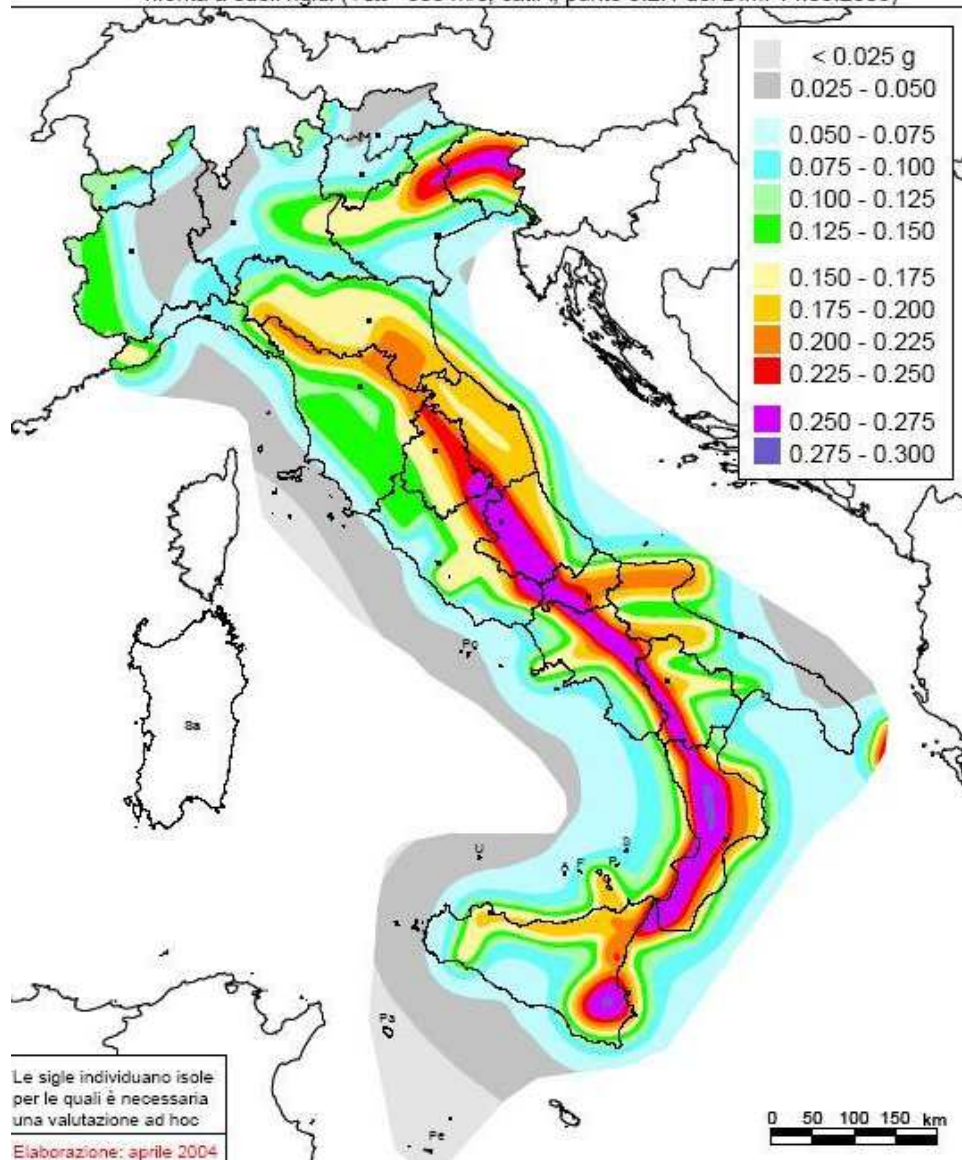 < 0.025 g
0.025 - 0.050
0.050 - 0.075
0.075 - 0.100
0.100 - 0.125
0.125 - 0.150
0.150 - 0.175
0.175 - 0.200
0.200 - 0.225
0.225 - 0.250
0.250 - 0.275
0.275 - 0.300
Po
Sa
U
A
F
P
Pa
Pe
Le sigle individuano isole
per le quali è necessaria
una valutazione ad hoc
Elaborazione: aprile 2004
0 50 100 150 km